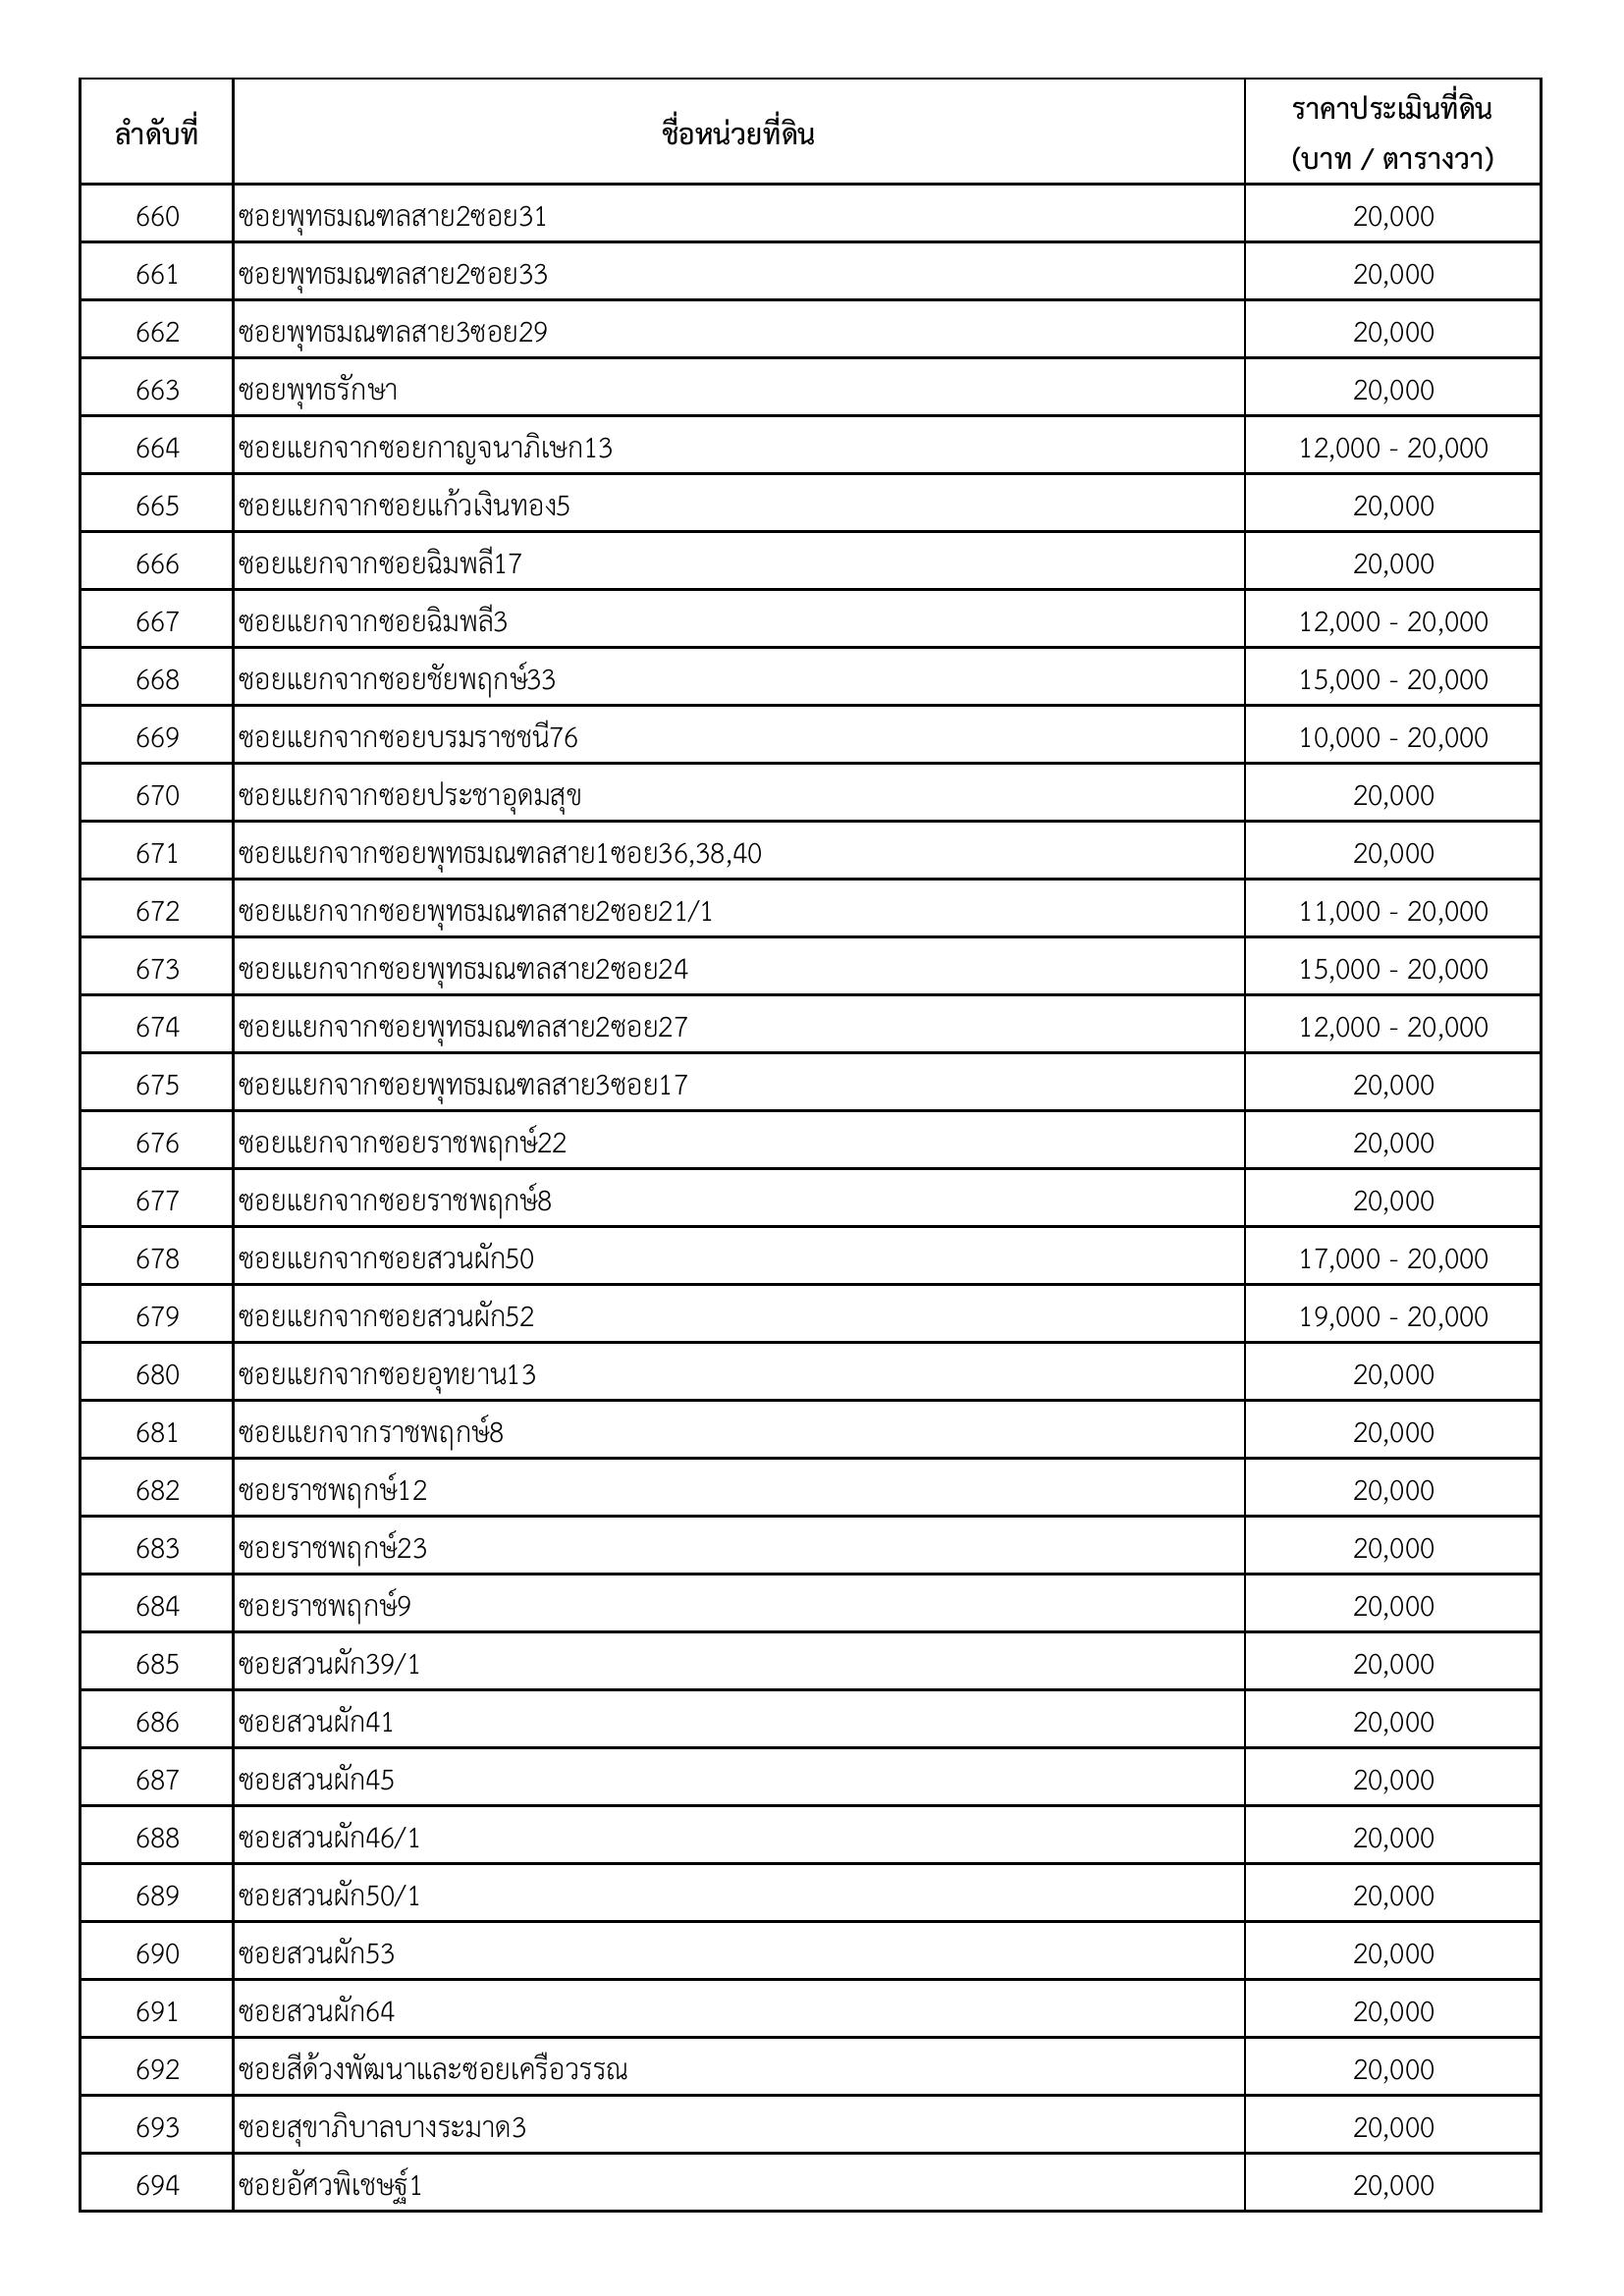 ลำดับที่ ชื่อหน่วยที่ดิน ราคาประเมินที่ดิน
(บาท / ตารางวา)
660 ซอยพุทธมณฑลสาย2ซอย31 20,000
661 ซอยพุทธมณฑลสาย2ซอย33 20,000
662 ซอยพุทธมณฑลสาย3ซอย29 20,000
663 ซอยพุทธรักษา 20,000
664 ซอยแยกจากซอยกาญจนาภิเษก13 12,000 - 20,000
665 ซอยแยกจากซอยแก้วเงินทอง5 20,000
666 ซอยแยกจากซอยฉิมพลี17 20,000
667 ซอยแยกจากซอยฉิมพลี3 12,000 - 20,000
668 ซอยแยกจากซอยชัยพฤกษ์33 15,000 - 20,000
669 ซอยแยกจากซอยบรมราชชนี76 10,000 - 20,000
670 ซอยแยกจากซอยประชาอุดมสุข 20,000
671 ซอยแยกจากซอยพุทธมณฑลสาย1ซอย36,38,40 20,000
672 ซอยแยกจากซอยพุทธมณฑลสาย2ซอย21/1 11,000 - 20,000
673 ซอยแยกจากซอยพุทธมณฑลสาย2ซอย24 15,000 - 20,000
674 ซอยแยกจากซอยพุทธมณฑลสาย2ซอย27 12,000 - 20,000
675 ซอยแยกจากซอยพุทธมณฑลสาย3ซอย17 20,000
676 ซอยแยกจากซอยราชพฤกษ์22 20,000
677 ซอยแยกจากซอยราชพฤกษ์8 20,000
678 ซอยแยกจากซอยสวนผัก50 17,000 - 20,000
679 ซอยแยกจากซอยสวนผัก52 19,000 - 20,000
680 ซอยแยกจากซอยอุทยาน13 20,000
681 ซอยแยกจากราชพฤกษ์8 20,000
682 ซอยราชพฤกษ์12 20,000
683 ซอยราชพฤกษ์23 20,000
684 ซอยราชพฤกษ์9 20,000
685 ซอยสวนผัก39/1 20,000
686 ซอยสวนผัก41 20,000
687 ซอยสวนผัก45 20,000
688 ซอยสวนผัก46/1 20,000
689 ซอยสวนผัก50/1 20,000
690 ซอยสวนผัก53 20,000
691 ซอยสวนผัก64 20,000
692 ซอยสีด้วงพัฒนาและซอยเครือวรรณ 20,000
693 ซอยสุขาภิบาลบางระมาด3 20,000
694 ซอยอัศวพิเชษฐ์1 20,000